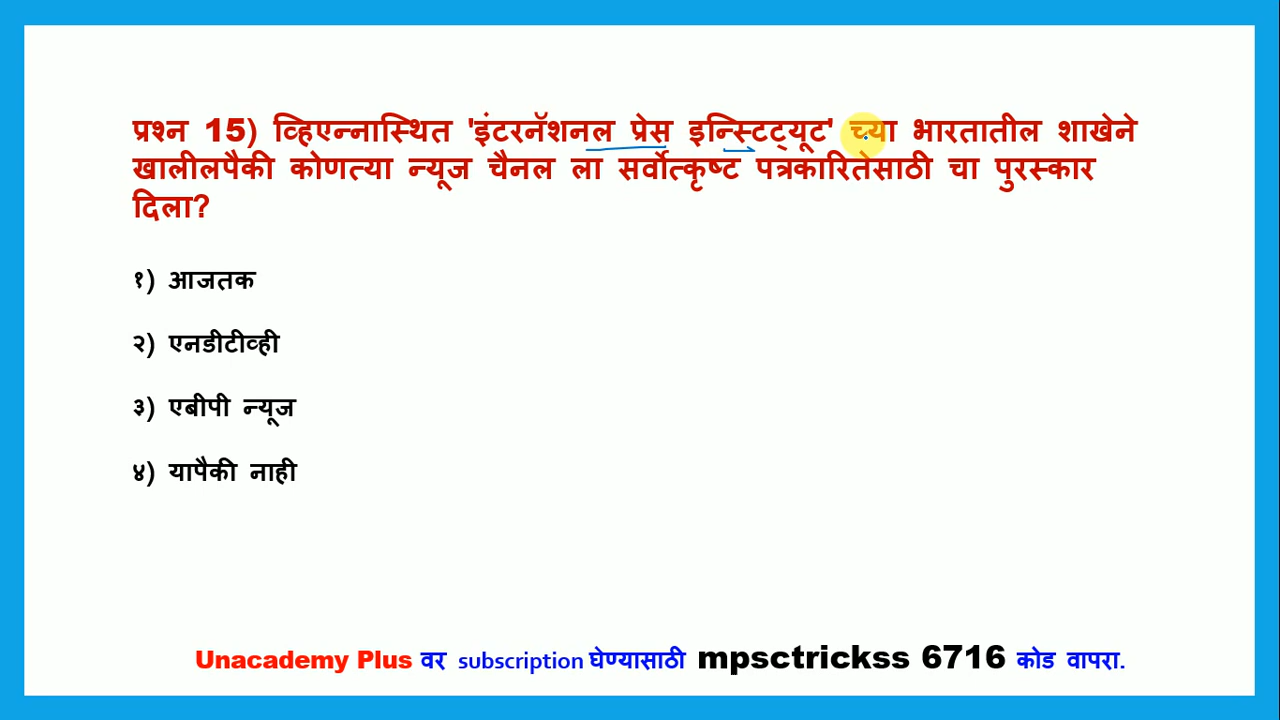 प्रश्न 15) व्हिएन्नास्थित 'इंटरनॅशनल प्रेस इन्स्टिटट्यूट' च्या भारतातील शाखेने
खालीलपैकी कोणत्या न्यूज चैनल ला सर्वोत्कृष्ट पत्रकारितेसाठी चा पुरस्कार
दिला?
१) आजतक
२) एनडीटीव्ही
३) एबीपी न्यूज
४) यापैकी नाही
Unacademy Plus वर subscription घेण्यासाठी mpsctrickss 6716 कोड वापरा.